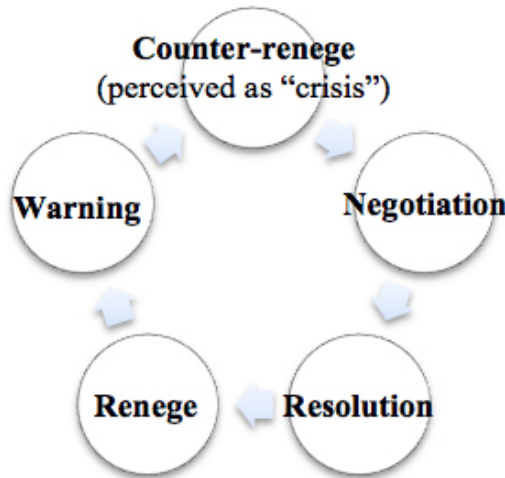 Counter-renege
(perceived as “crisis”)
Warning
Negotiation
Renege
Resolution